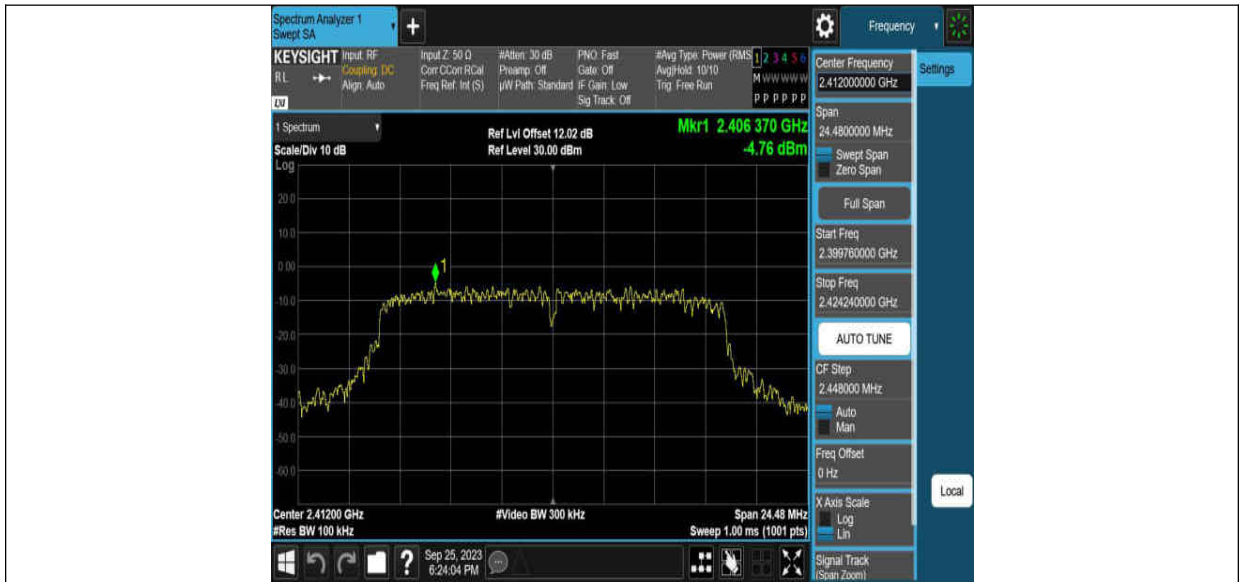 Spectrum Analyzer 1
Swept SA
+
Frequency
KEYSIGHT
RL
LXI
Input: RF
Coupling: DC
Align: Auto
Input Z: 50 Ω
Corr CCorr RCal
Freq Ref: Int (S)
#Atten: 30 dB
Preamp: Off
µW Path: Standard
PNO: Fast
Gate: Off
IF Gain: Low
Sig Track: Off
#Avg Type: Power (RMS
Avg|Hold: 10/10
Trig: Free Run
1 2 3 4 5 6
M W W W W W
P P P P P P
Center Frequency
2.412000000 GHz
Settings
1 Spectrum
Scale/Div 10 dB
Ref Lvl Offset 12.02 dB
Ref Level 30.00 dBm
Mkr1 2.406 370 GHz
-4.76 dBm
Log
20.0
10.0
0.00
-10.0
-20.0
-30.0
-40.0
-50.0
-60.0
1
Span
24.4800000 MHz
Swept Span
Zero Span
Full Span
Start Freq
2.399760000 GHz
Stop Freq
2.424240000 GHz
AUTO TUNE
CF Step
2.448000 MHz
Auto
Man
Freq Offset
0 Hz
X Axis Scale
Log
Lin
Local
Signal Track
(Span Zoom)
Center 2.41200 GHz
#Res BW 100 kHz
#Video BW 300 kHz
Span 24.48 MHz
Sweep 1.00 ms (1001 pts)
?
Sep 25, 2023
6:24:04 PM